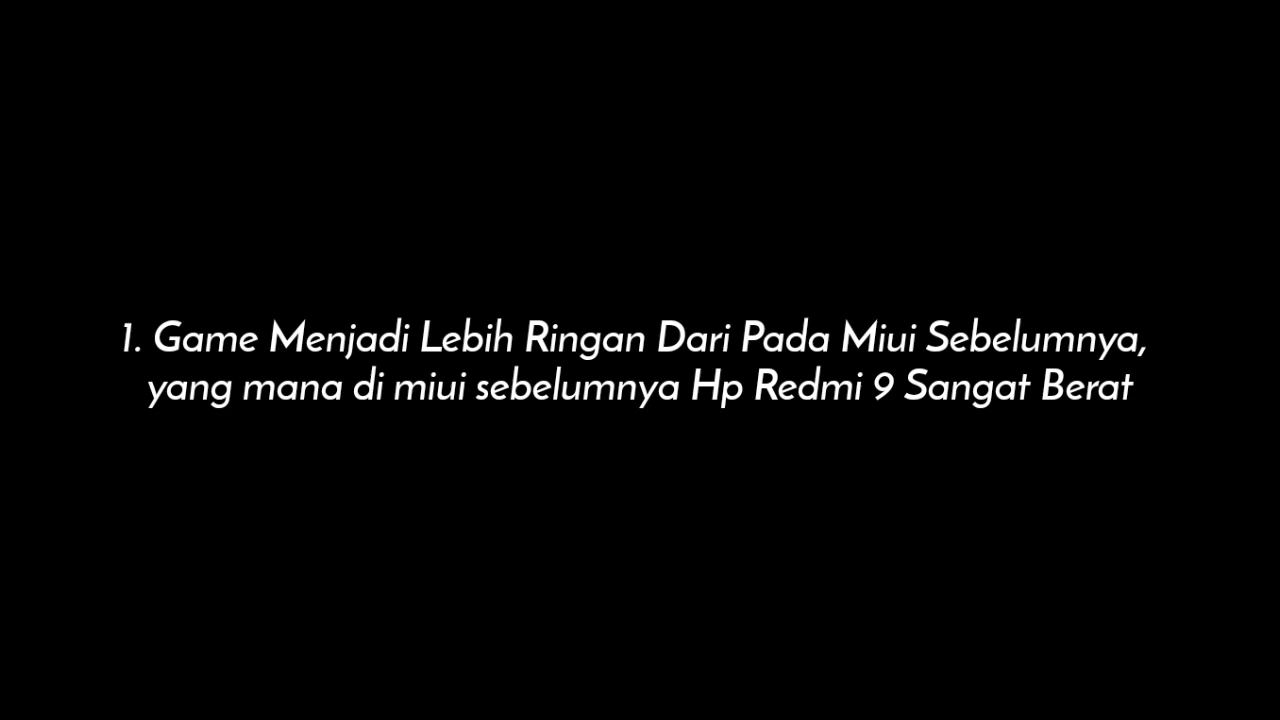 1. Game Menjadi Lebih Ringan Dari Pada Miui Sebelumnya,
yang mana di miui sebelumnya Hp Redmi 9 Sangat Berat